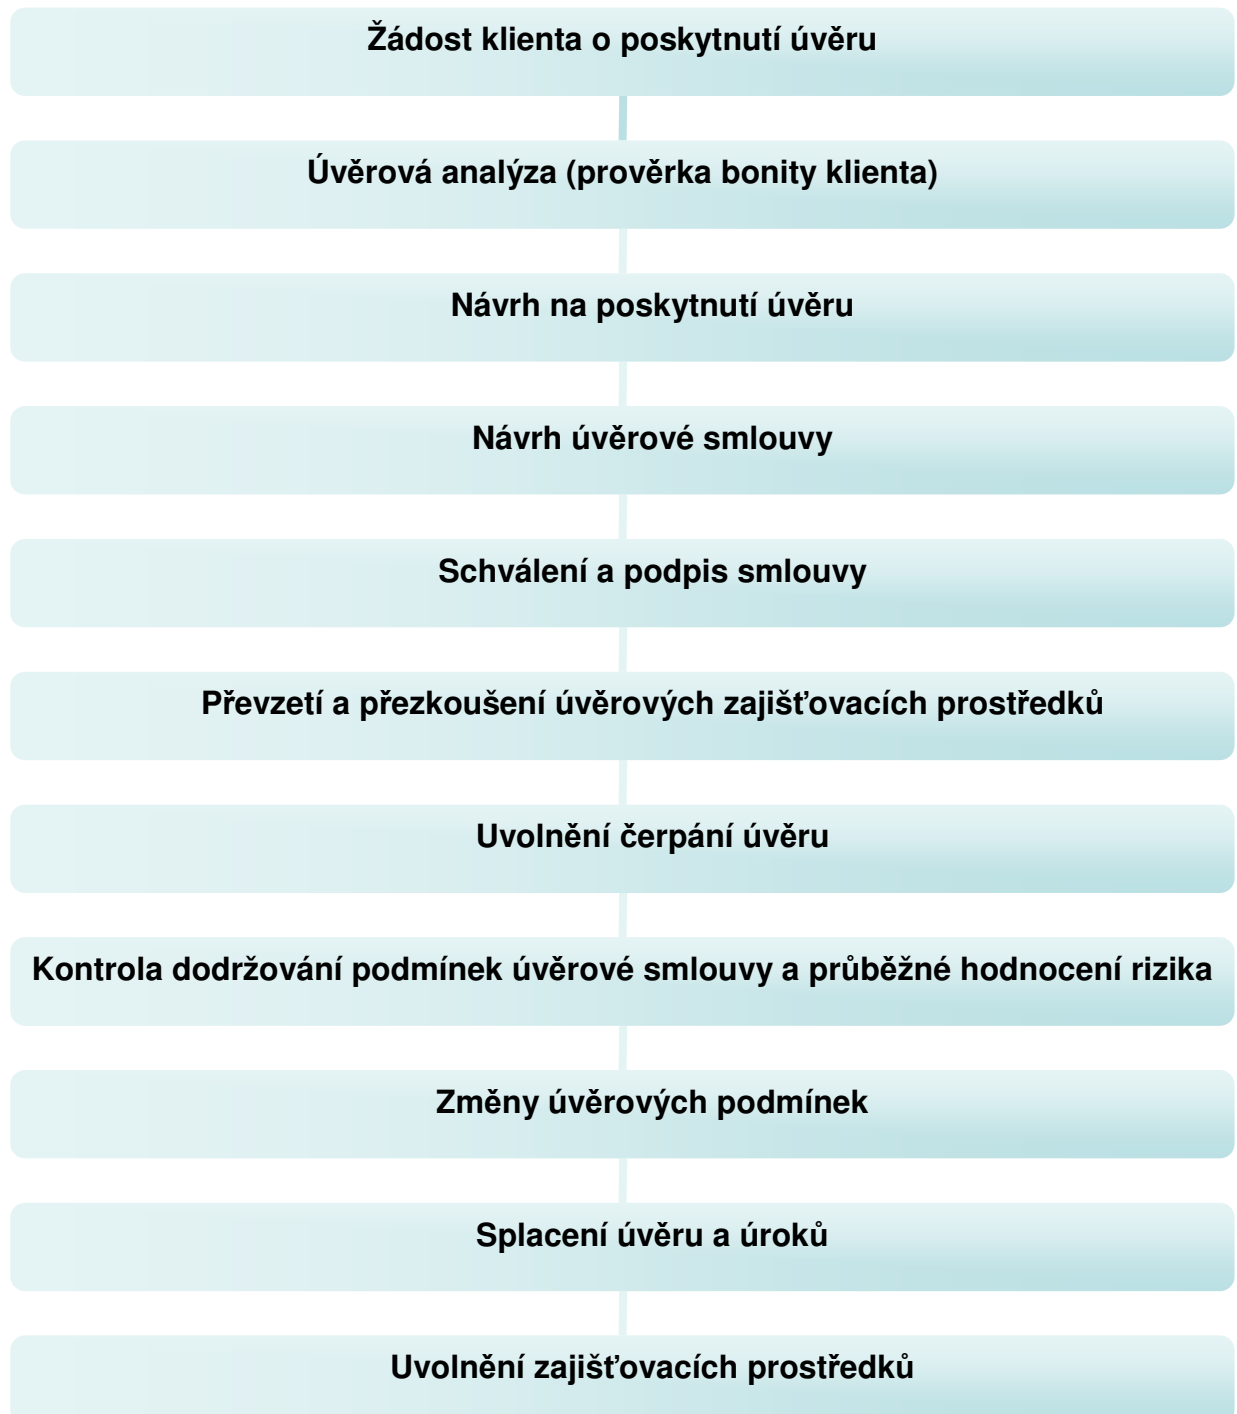 Žádost klienta o poskytnutí úvěru
Úvěrová analýza (prověrka bonity klienta)
Návrh na poskytnutí úvěru
Návrh úvěrové smlouvy
Schválení a podpis smlouvy
Převzetí a přezkoušení úvěrových zajišťovacích prostředků
Uvolnění čerpání úvěru
Kontrola dodržování podmínek úvěrové smlouvy a průběžné hodnocení rizika
Změny úvěrových podmínek
Splacení úvěru a úroků
Uvolnění zajišťovacích prostředků